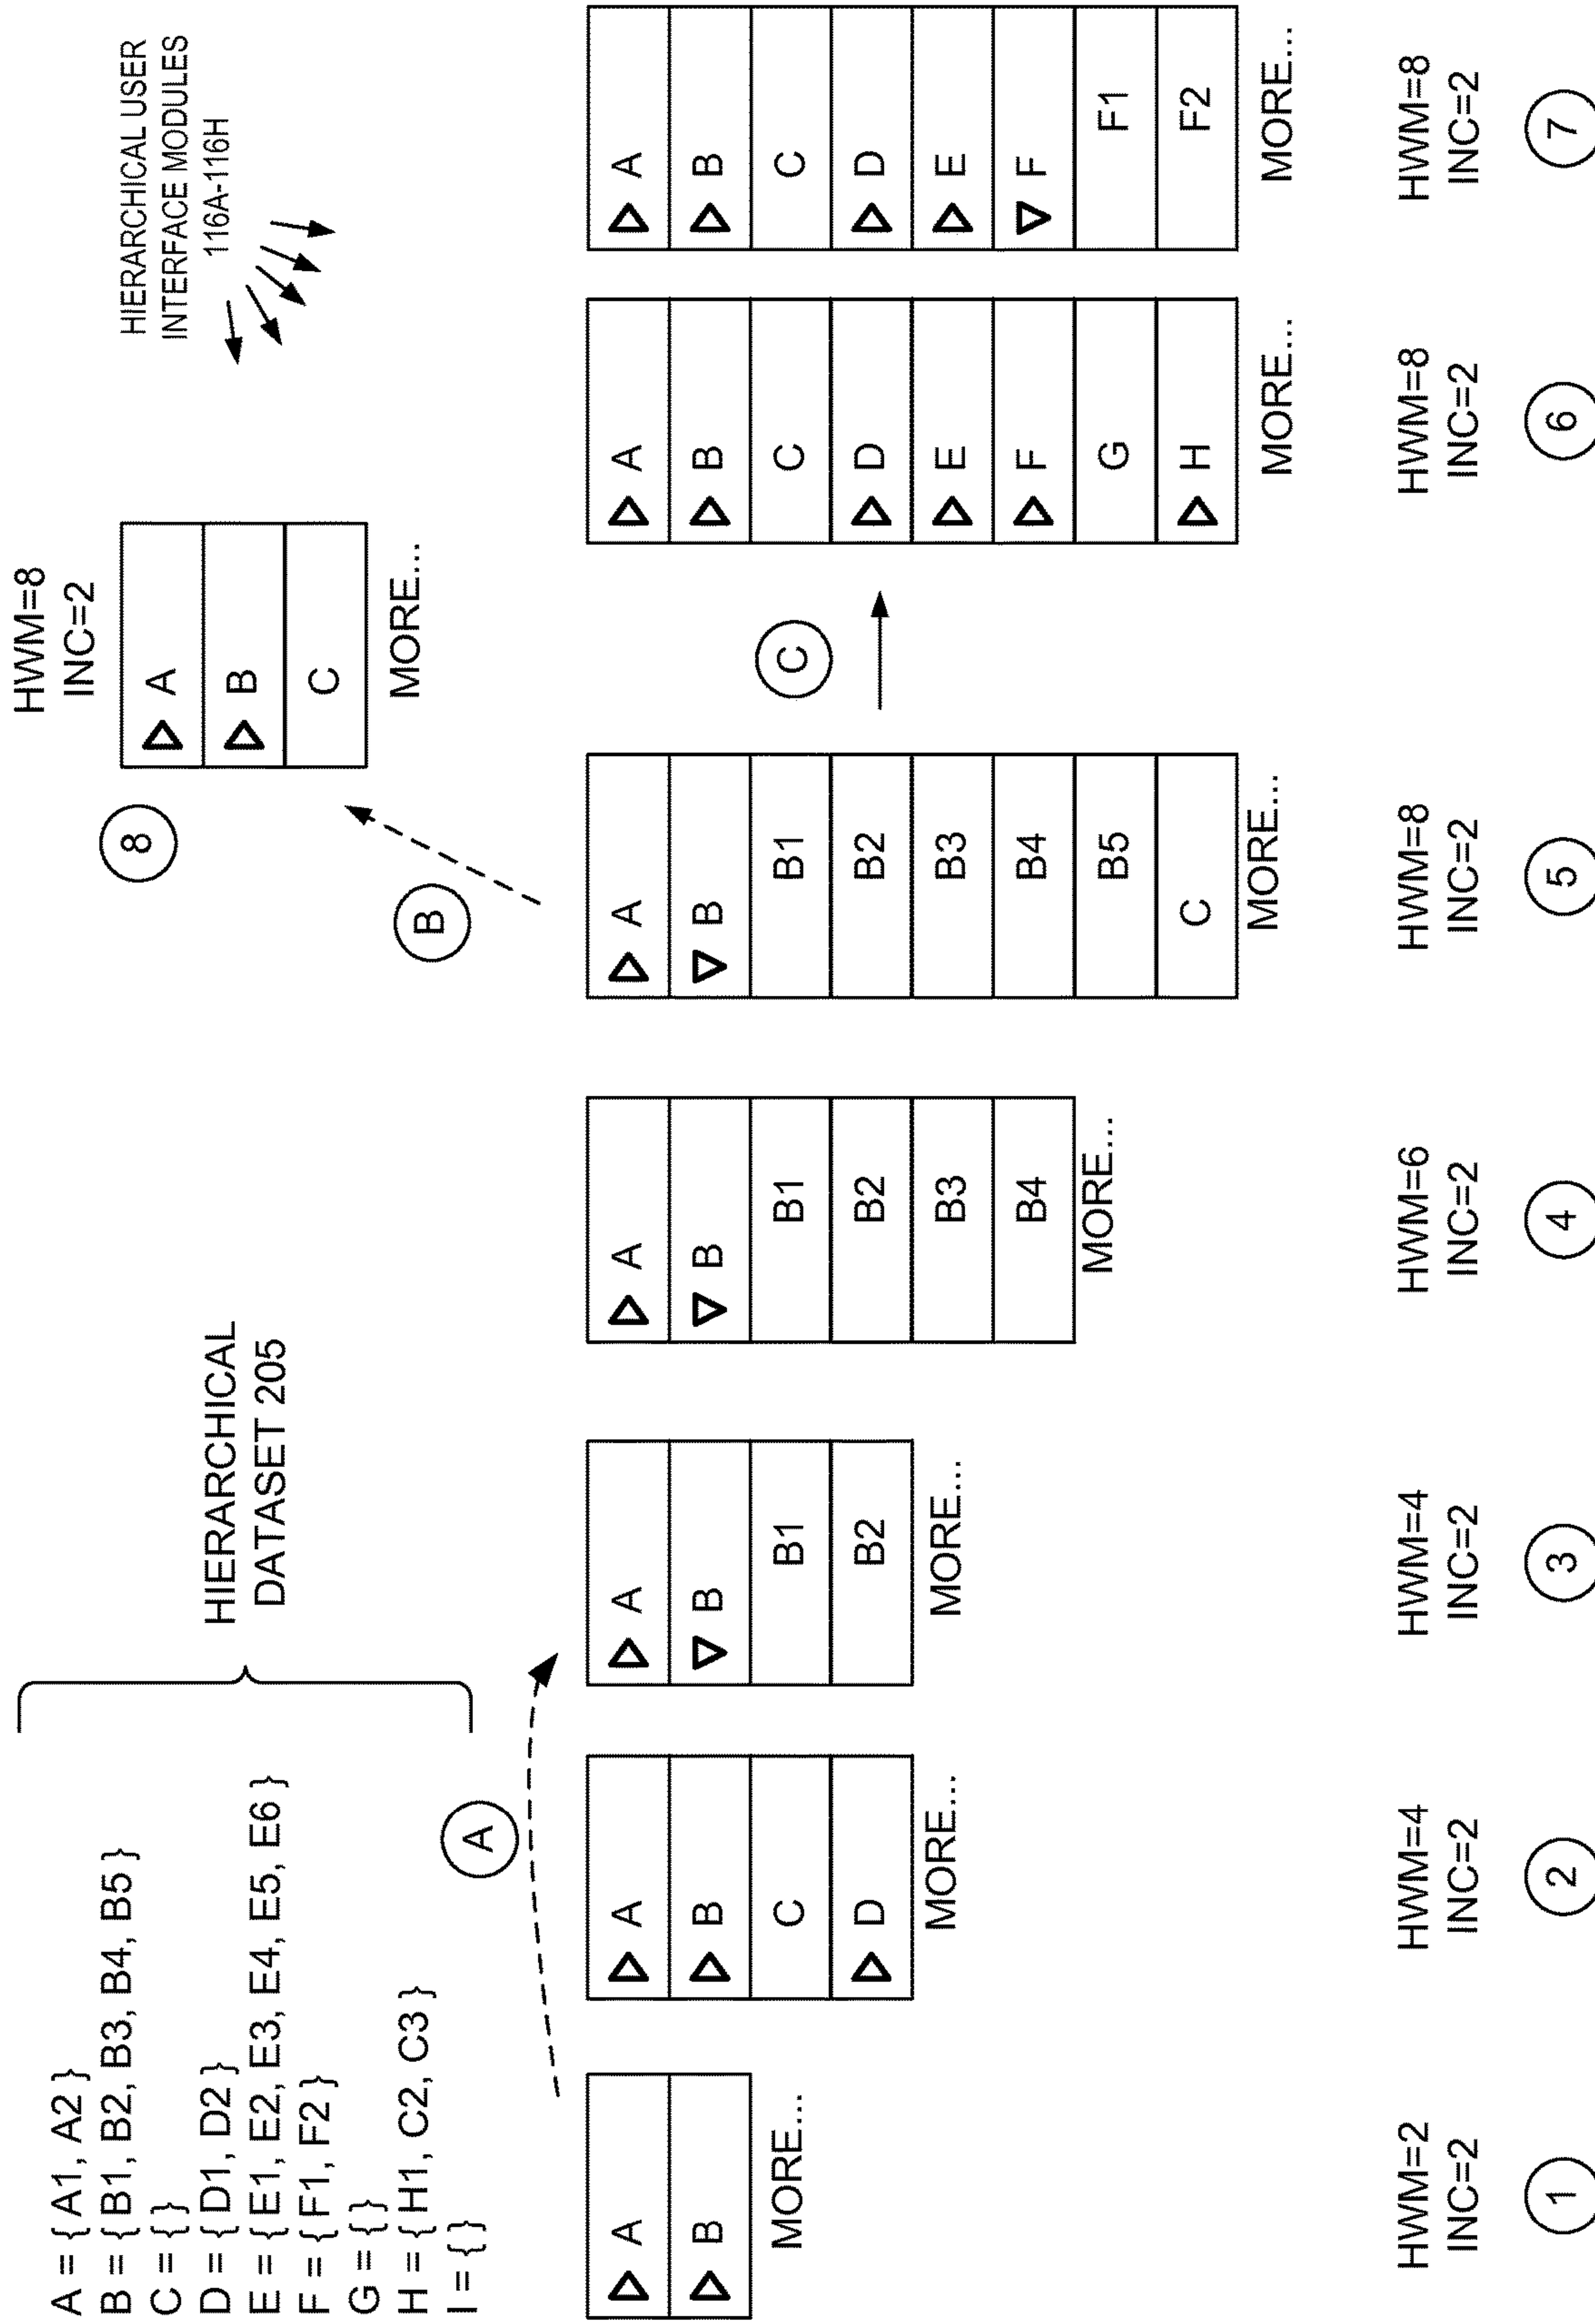 A = { A1, A2 }
B = { B1, B2, B3, B4, B5 }
C = { }
D = { D1, D2 }
E = { E1, E2, E3, E4, E5, E6 }
F = { F1, F2 }
G = { }
H = { H1, C2, C3 }
I = { }
HIERARCHICAL
DATASET 205
HIERARCHICAL USER
INTERFACE MODULES
116A-116H
A
B
C
8
HWM=8
INC=2
A
B
C
MORE...
A
B
MORE...
HWM=2
INC=2
1
A
B
C
D
MORE...
HWM=4
INC=2
2
A
B
B1
B2
MORE...
HWM=4
INC=2
3
A
B
B1
B2
B3
B4
MORE...
HWM=6
INC=2
4
A
B
B1
B2
B3
B4
B5
C
MORE...
HWM=8
INC=2
5
A
B
C
D
E
F
G
H
MORE...
HWM=8
INC=2
6
A
B
C
D
E
F
F1
F2
MORE...
HWM=8
INC=2
7